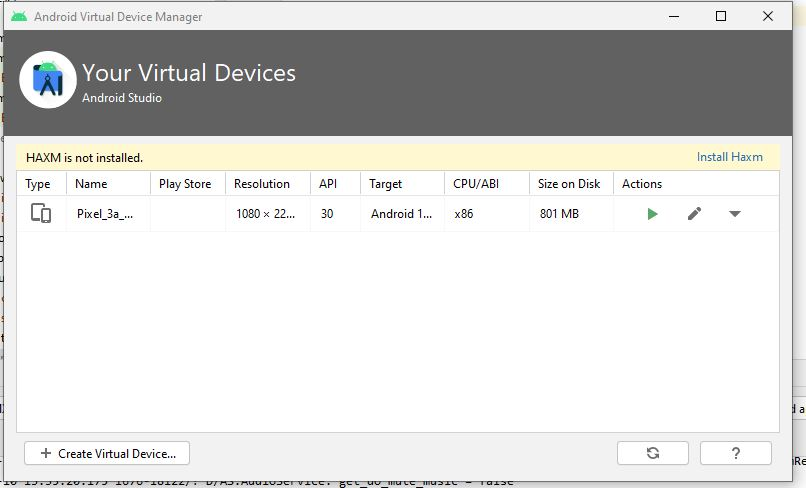 Android Virtual Device Manager
Your Virtual Devices
Android Studio
HAXM is not installed. Install Haxm
Type Name Play Store Resolution API Target CPU/ABI Size on Disk Actions
Pixel_3a_... 1080 × 22... 30 Android 1... x86 801 MB
+ Create Virtual Device... ?